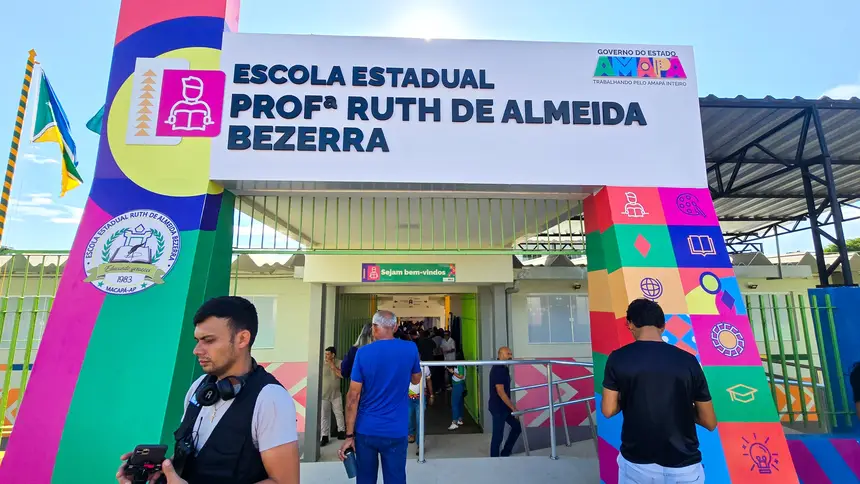 ESCOLA ESTADUAL
PROFª RUTH DE ALMEIDA
BEZERRA
GOVERNO DO ESTADO
AMAPÁ
TRABALHANDO PELO AMAPÁ INTEIRO
ESCOLA ESTADUAL RUTH DE ALMEIDA BEZERRA
1983
MACAPÁ-AP
Sejam bem-vindos